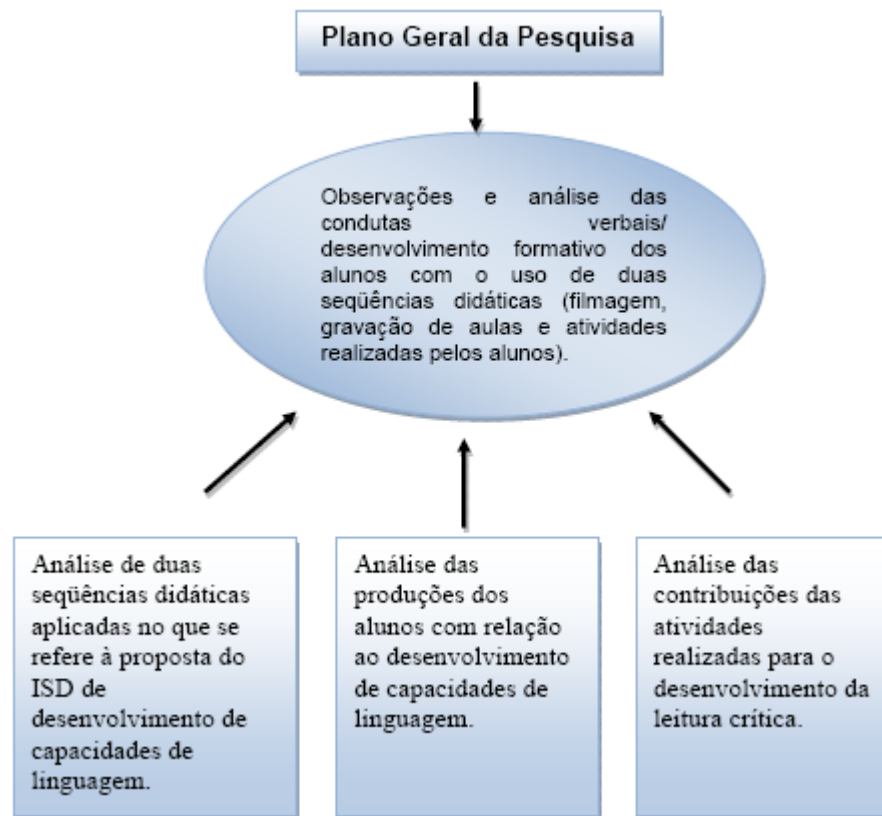 Plano Geral da Pesquisa
Observações e análise das
condutas verbais/
desenvolvimento formativo dos
alunos com o uso de duas
seqüências didáticas (filmagem,
gravação de aulas e atividades
realizadas pelos alunos).
Análise de duas
seqüências didáticas
aplicadas no que se
refere à proposta do
ISD de
desenvolvimento de
capacidades de
linguagem.
Análise das
produções dos
alunos com relação
ao desenvolvimento
de capacidades de
linguagem.
Análise das
contribuições das
atividades
realizadas para o
desenvolvimento da
leitura crítica.